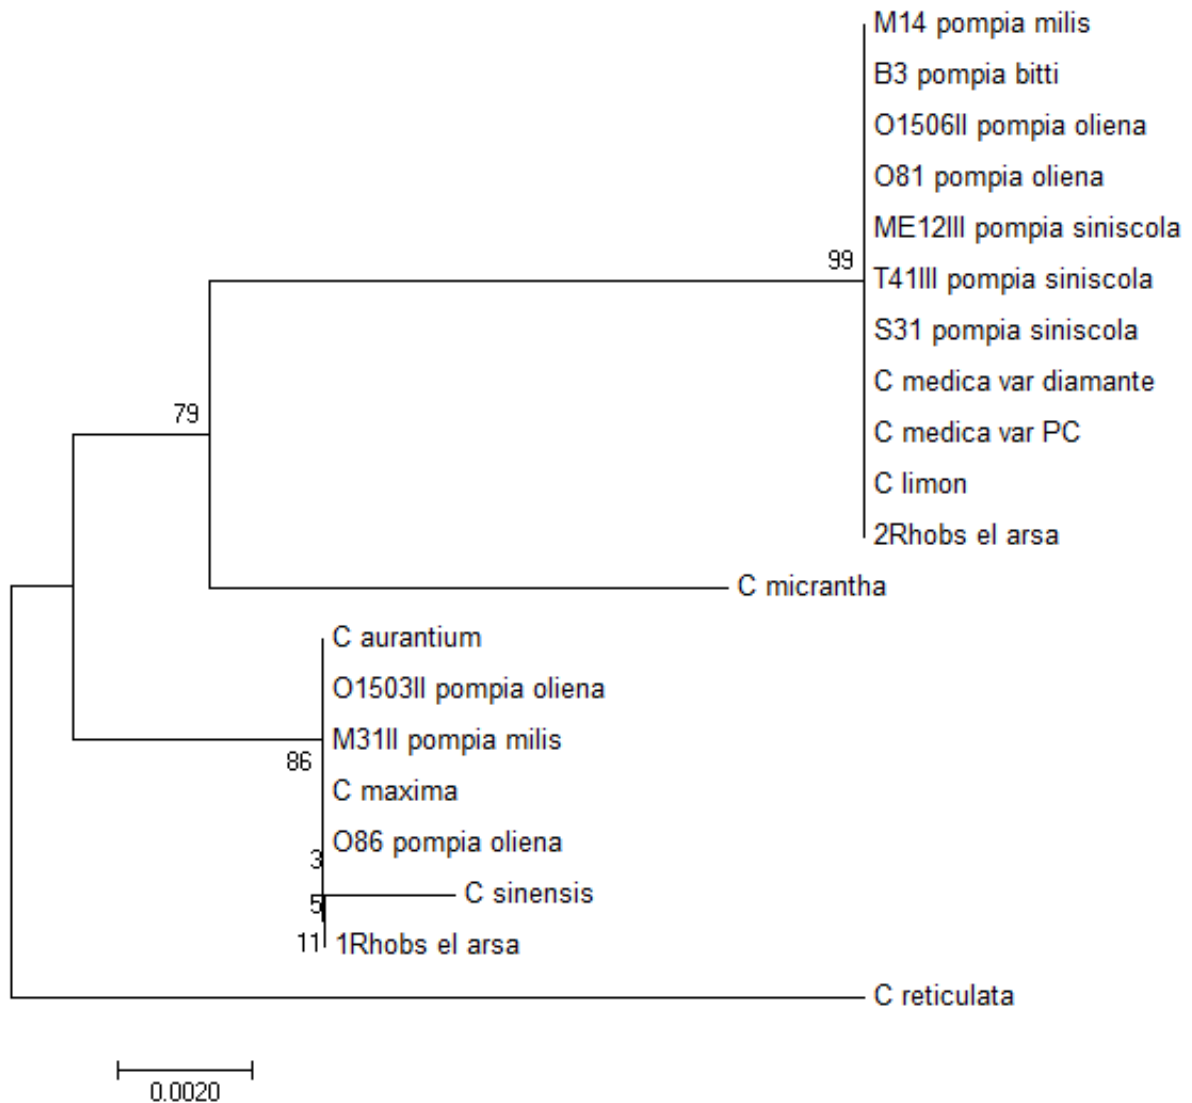 M14 pompia milis
B3 pompia bitti
O1506II pompia oliena
O81 pompia oliena
ME12III pompia siniscola
99
T41III pompia siniscola
S31 pompia siniscola
C medica var diamante
79
C medica var PC
C limon
2Rhobs el arsa
C micrantha
C aurantium
O1503II pompia oliena
M31II pompia milis
86
C maxima
O86 pompia oliena
3
C sinensis
5
11
1Rhobs el arsa
C reticulata
0.0020